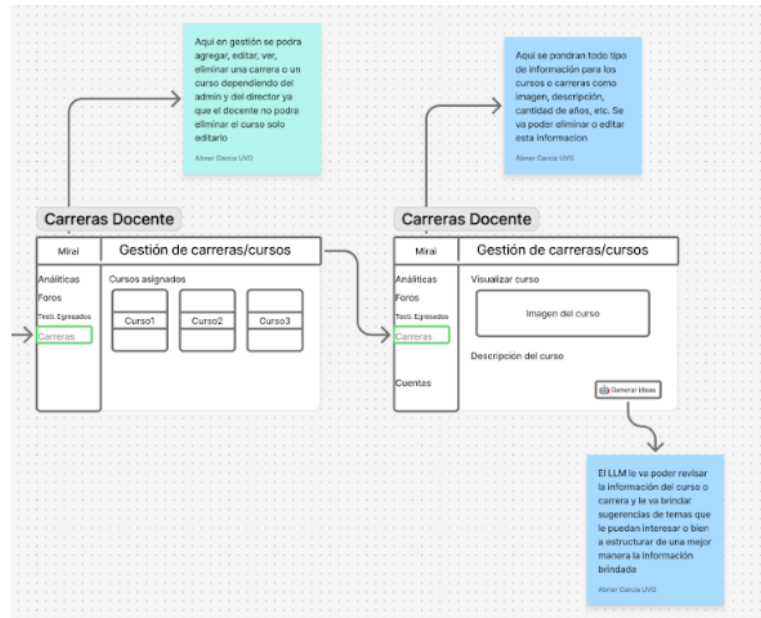 Aqui en gestión se podra
agregar, editar, ver,
eliminar una carrera o un
curso dependiendo del
admin y del director ya
que el docente no podra
eliminar el curso solo
editarlo
Abner García UVG
Aqui se pondran todo tipo
de información para los
cursos o carreras como
imagen, descripción,
cantidad de años, etc. Se
va poder eliminar o editar
esta informacion
Abner García UVG
Carreras Docente
Mirai
Gestión de carreras/cursos
Análiticas
Foros
Testi. Egresados
Carreras
Cursos asignados
Curso1
Curso2
Curso3
Carreras Docente
Mirai
Gestión de carreras/cursos
Análiticas
Foros
Testi. Egresados
Carreras
Cuentas
Visualizar curso
Imagen del curso
Descripción del curso
Generar ideas
El LLM le va poder revisar
la información del curso o
carrera y le va brindar
sugerencias de temas que
le puedan interesar o bien
a estructurar de una mejor
manera la información
brindada
Abner García UVG